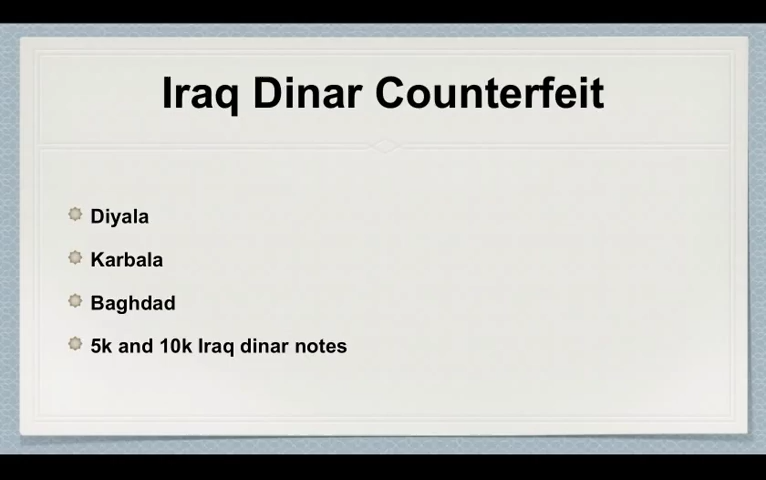 Iraq Dinar Counterfeit
Diyala
Karbala
Baghdad
5k and 10k Iraq dinar notes